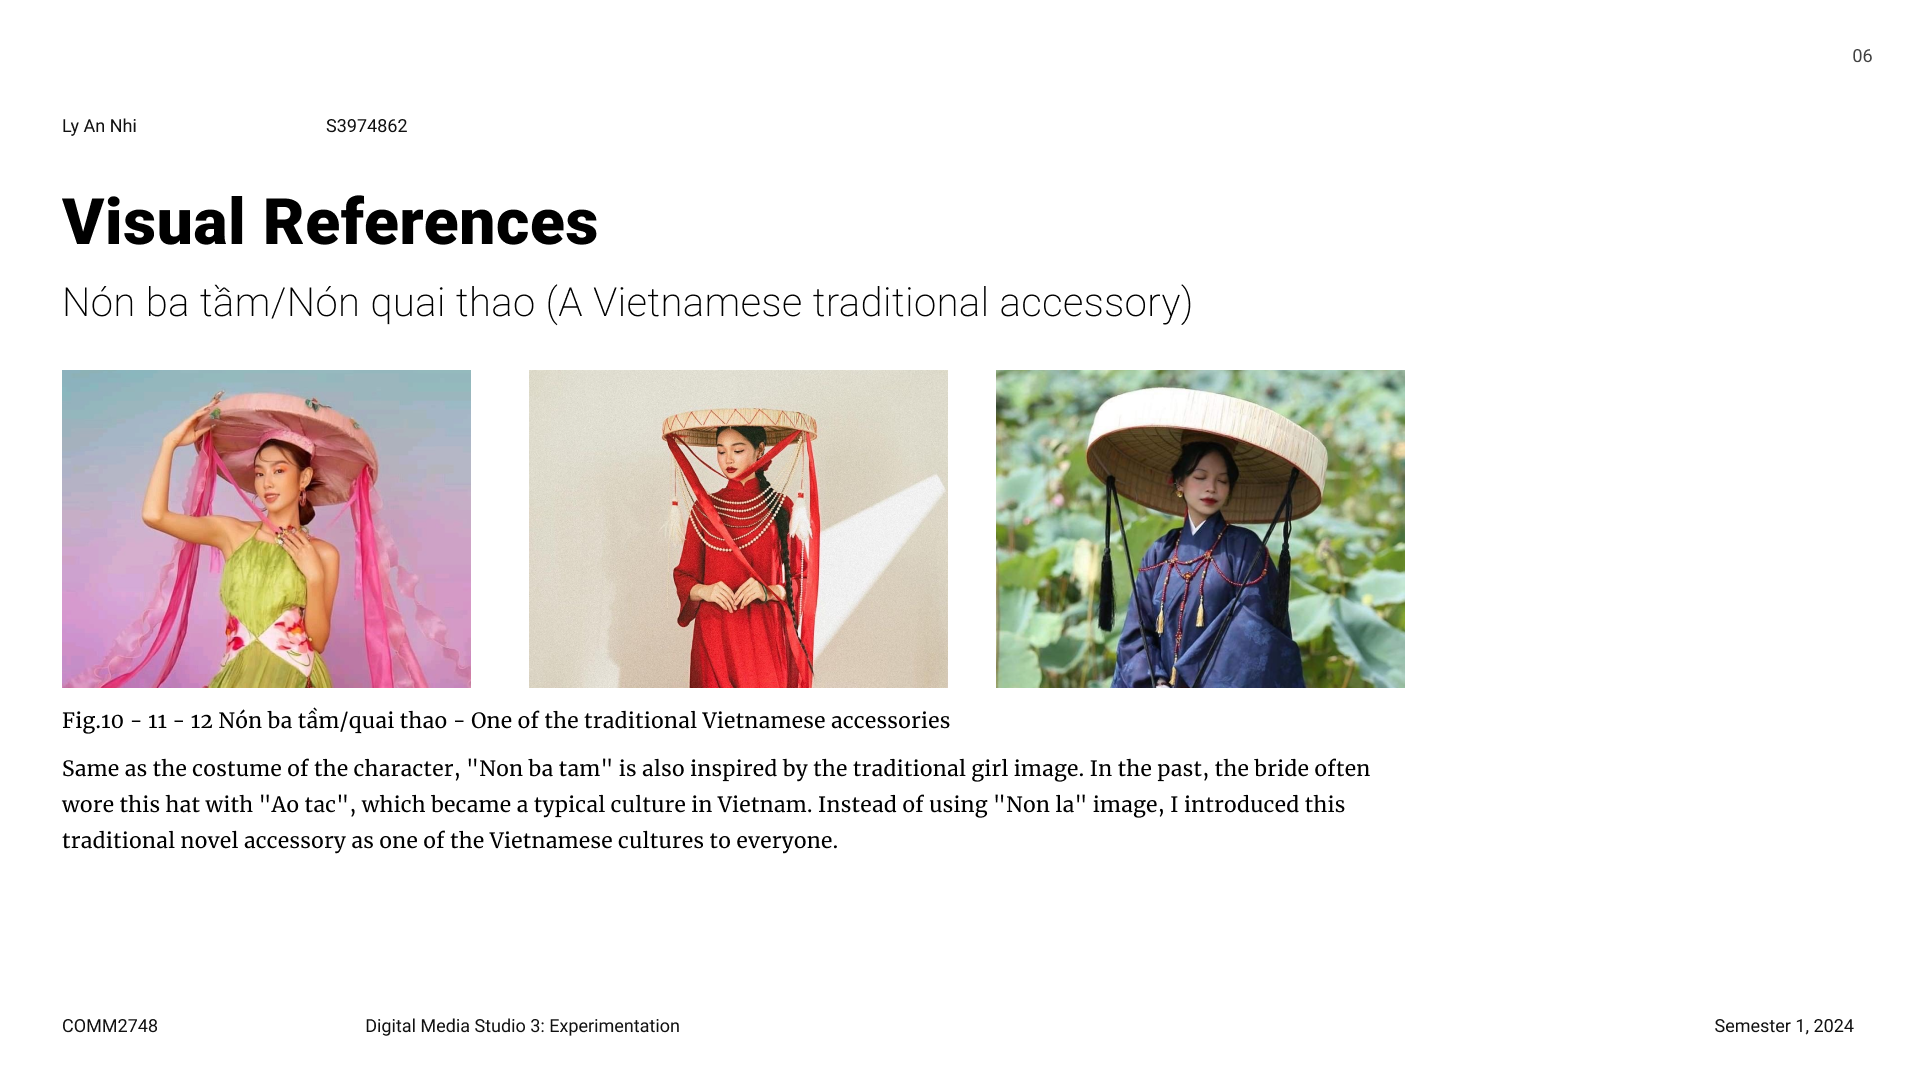 06
Ly An Nhi
S3974862
Visual References
Nón ba tầm/Nón quai thao (A Vietnamese traditional accessory)
Fig.10 - 11 - 12 Nón ba tầm/quai thao - One of the traditional Vietnamese accessories
Same as the costume of the character, "Non ba tam" is also inspired by the traditional girl image. In the past, the bride often
wore this hat with "Ao tac", which became a typical culture in Vietnam. Instead of using "Non la" image, I introduced this
traditional novel accessory as one of the Vietnamese cultures to everyone.
COMM2748
Digital Media Studio 3: Experimentation
Semester 1, 2024